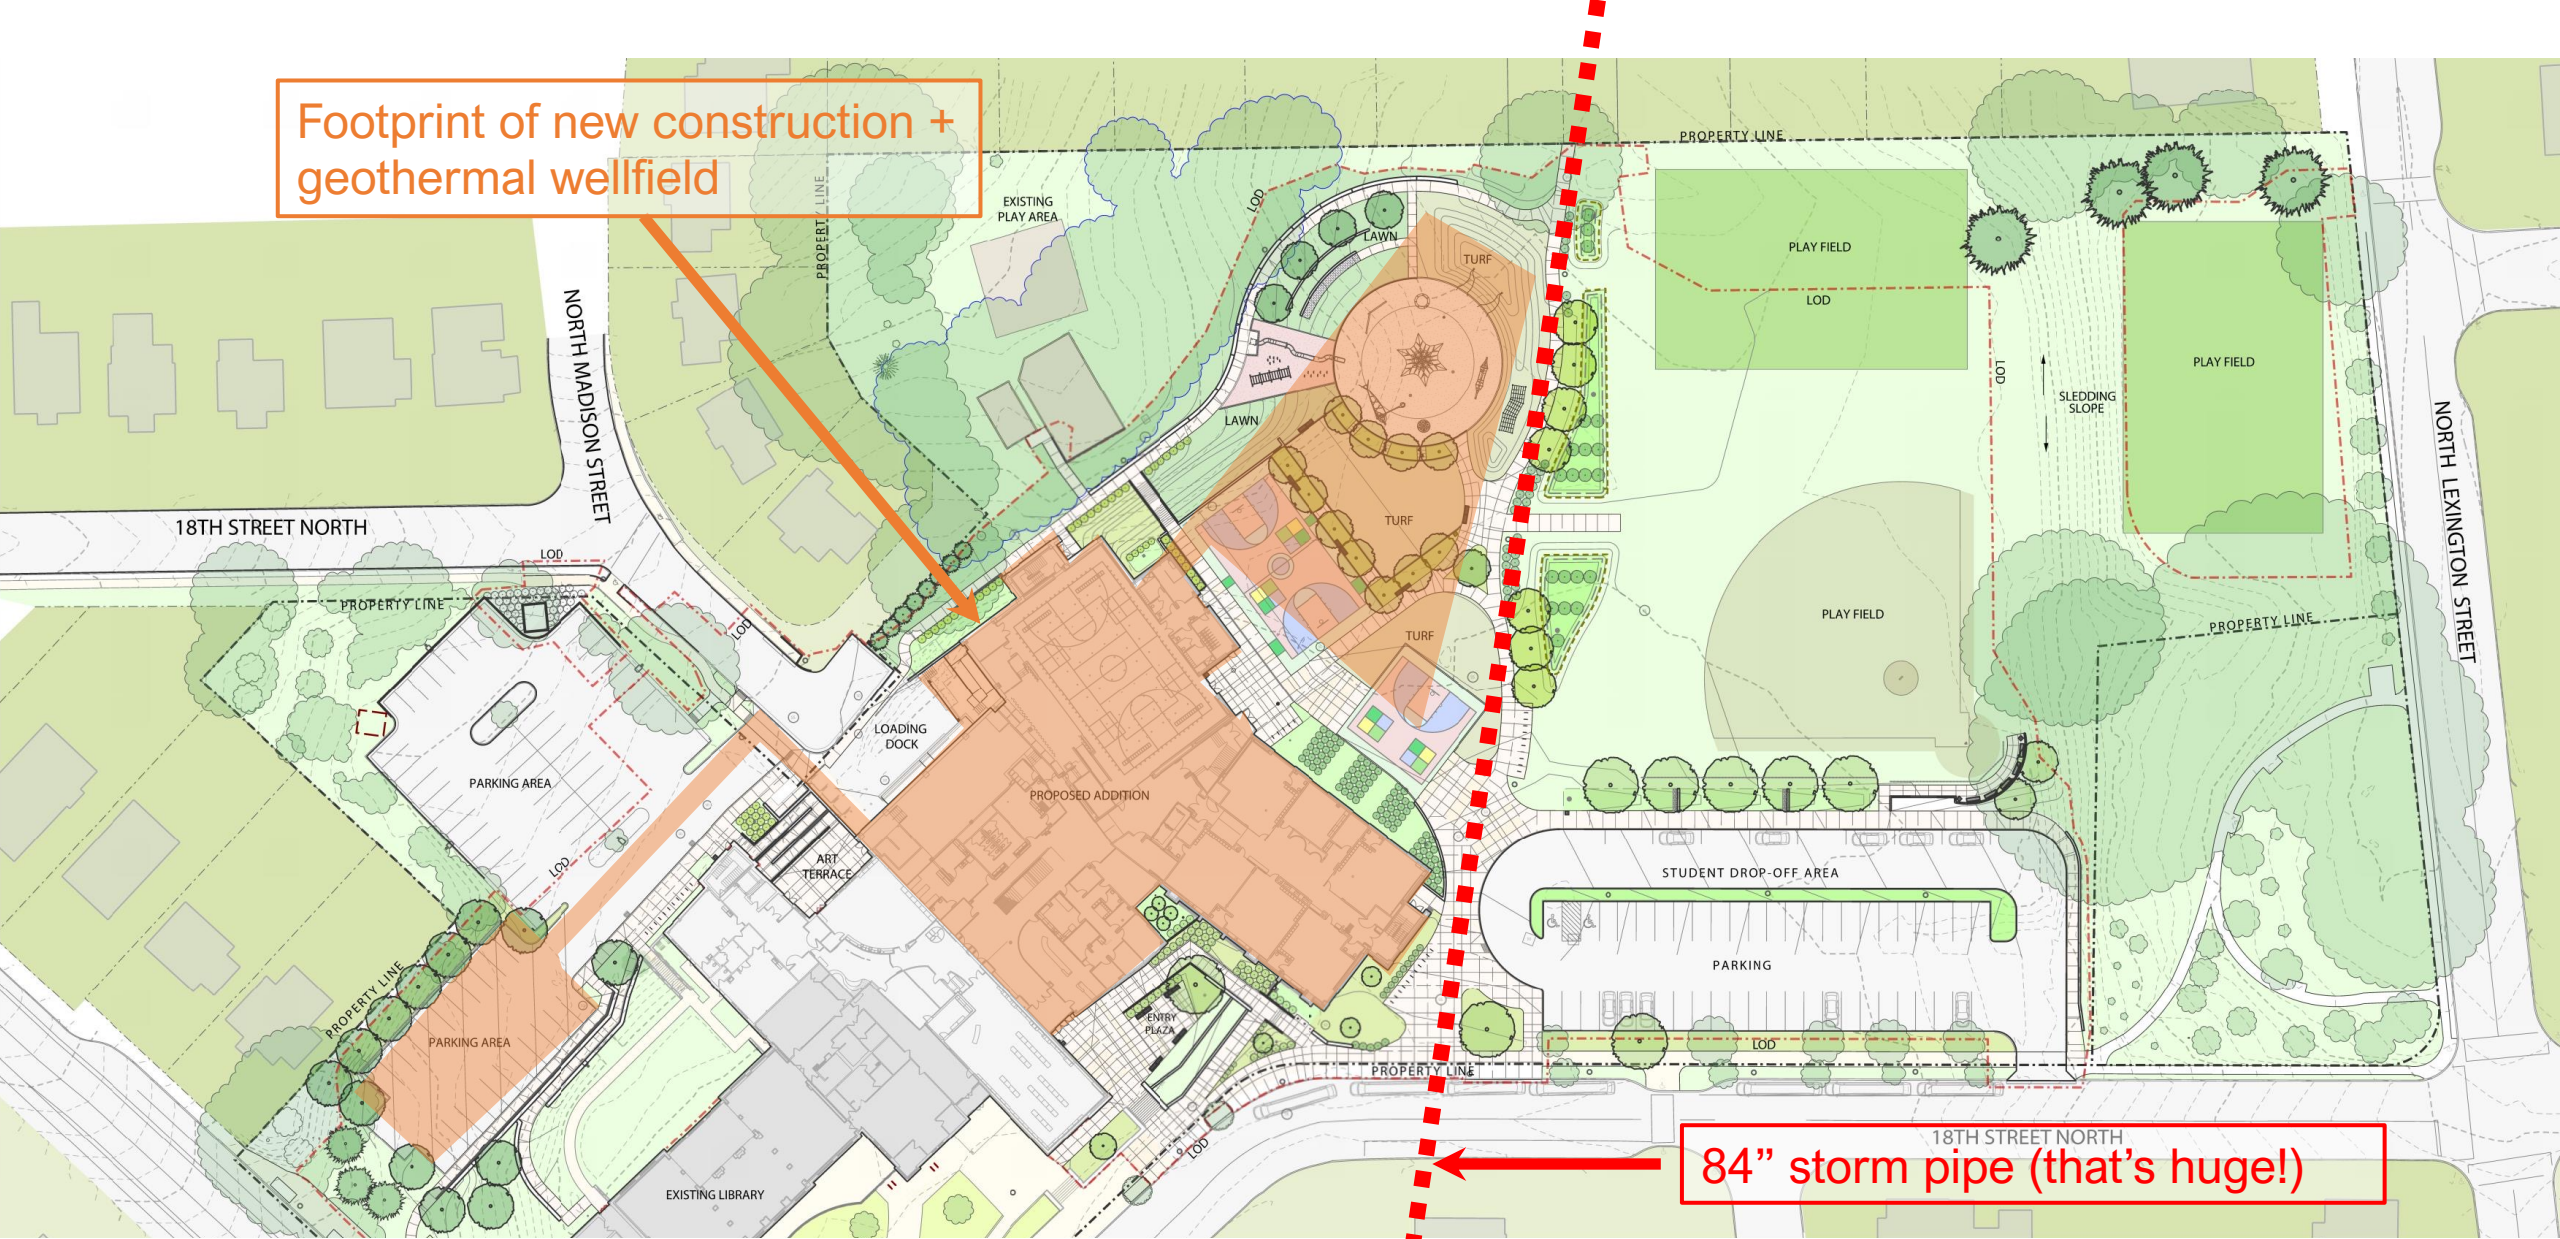 Footprint of new construction +
geothermal wellfield
PROPERTY LINE
PROPERTY LINE
EXISTING
PLAY AREA
LOD
LAWN
TURF
PLAY FIELD
LOD
LOD
SLEDDING
SLOPE
PLAY FIELD
NORTH MADISON STREET
NORTH LEXINGTON STREET
LAWN
18TH STREET NORTH
TURF
LOD
PROPERTY LINE
LOD
TURF
PLAY FIELD
PROPERTY LINE
LOADING
DOCK
PARKING AREA
PROPOSED ADDITION
ART
TERRACE
LOD
STUDENT DROP-OFF AREA
PARKING
PROPERTY LINE
PARKING AREA
ENTRY
PLAZA
LOD
PROPERTY LINE
LOD
18TH STREET NORTH
84” storm pipe (that’s huge!)
EXISTING LIBRARY